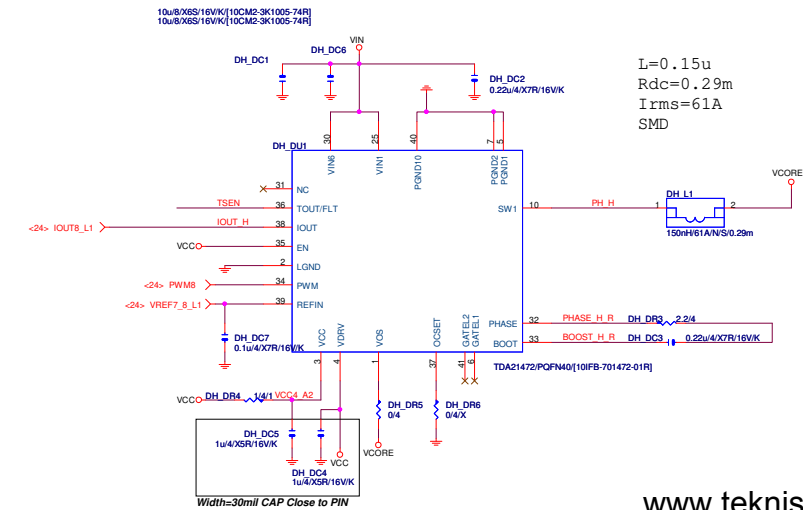 10u/8/X6S/16V/K/[10CM2-3K1005-74R]
10u/8/X6S/16V/K/[10CM2-3K1005-74R]
VIN
DH_DC1
DH_DC6
DH_DC2
0.22u/4/X7R/16V/K
L=0.15u
Rdc=0.29m
Irms=61A
SMD
DH_DU1
30
25
40
7
5
VIN6
VIN1
PGND10
PGND2
PGND1
31
NC
TSEN
36
TOUT/FLT
<24> IOUT8_L1
IOUT_H
38
IOUT
VCC
35
EN
2
LGND
<24> PWM8
34
PWM
<24> VREF7_8_L1
39
REFIN
SW1
10
PH_H
DH_L1
1
2
150nH/61A/N/S/0.29m
VCORE
PHASE
32
PHASE_H_R
DH_DR3
2.2/4
BOOT
33
BOOST_H_R
DH_DC3
0.22u/4/X7R/16V/K
DH_DC7
0.1u/4/X7R/16V/K
VCC
VDRV
VOS
OCSET
GATEL2
GATEL1
3
4
1
37
41
6
TDA21472/PQFN40/[10IFB-701472-01R]
VCC
DH_DR4
1/4/1
VCC4_A2
DH_DR5
0/4
DH_DR6
0/4/X
DH_DC5
1u/4/X5R/16V/K
VCC
VCORE
DH_DC4
1u/4/X5R/16V/K
Width=30mil CAP Close to PIN
www.teknis